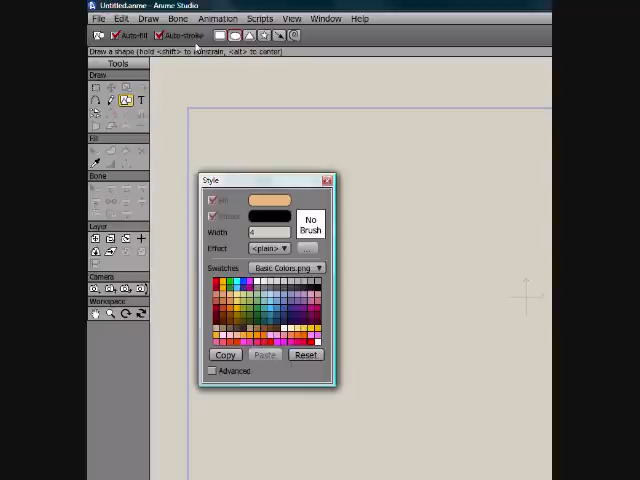 Untitled.anme - Anime Studio
File Edit Draw Bone Animation Scripts View Window Help
Auto-fill Auto-stroke
Draw a shape (hold <shift> to constrain, <alt> to center)
Tools
Draw
T
Fill
Bone
Layer
Camera
Workspace
Style
Fill
Stroke
No
Brush
Width 4
Effect <plain> ...
Swatches Basic Colors.png
Copy Paste Reset
Advanced